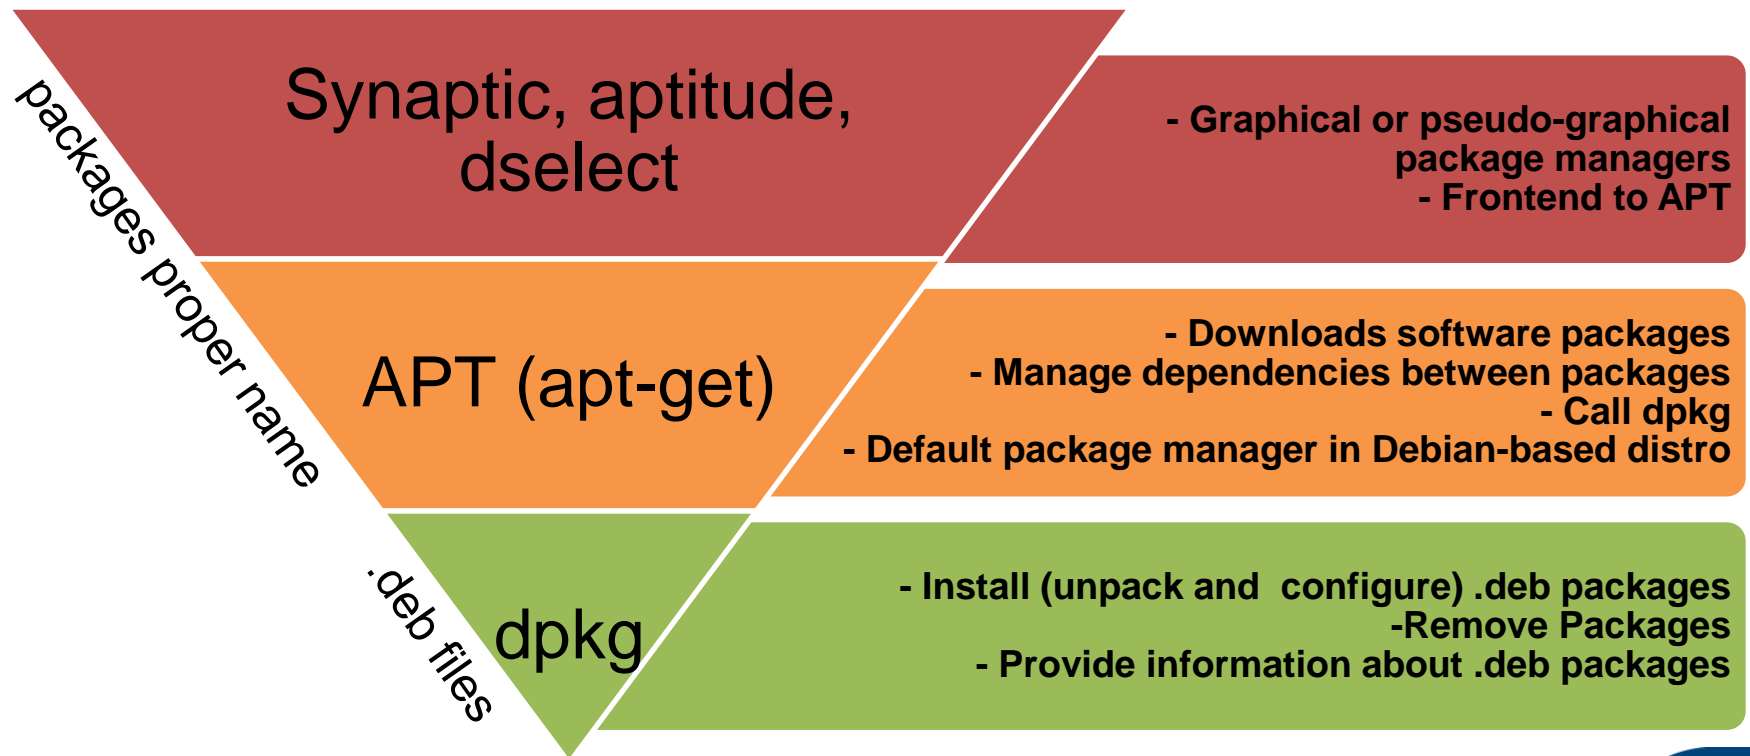 Synaptic, aptitude,
dselect
- Graphical or pseudo-graphical
package managers
- Frontend to APT
packages proper name
APT (apt-get)
- Downloads software packages
- Manage dependencies between packages
- Call dpkg
- Default package manager in Debian-based distro
.deb files
dpkg
- Install (unpack and  configure) .deb packages
-Remove Packages
- Provide information about .deb packages